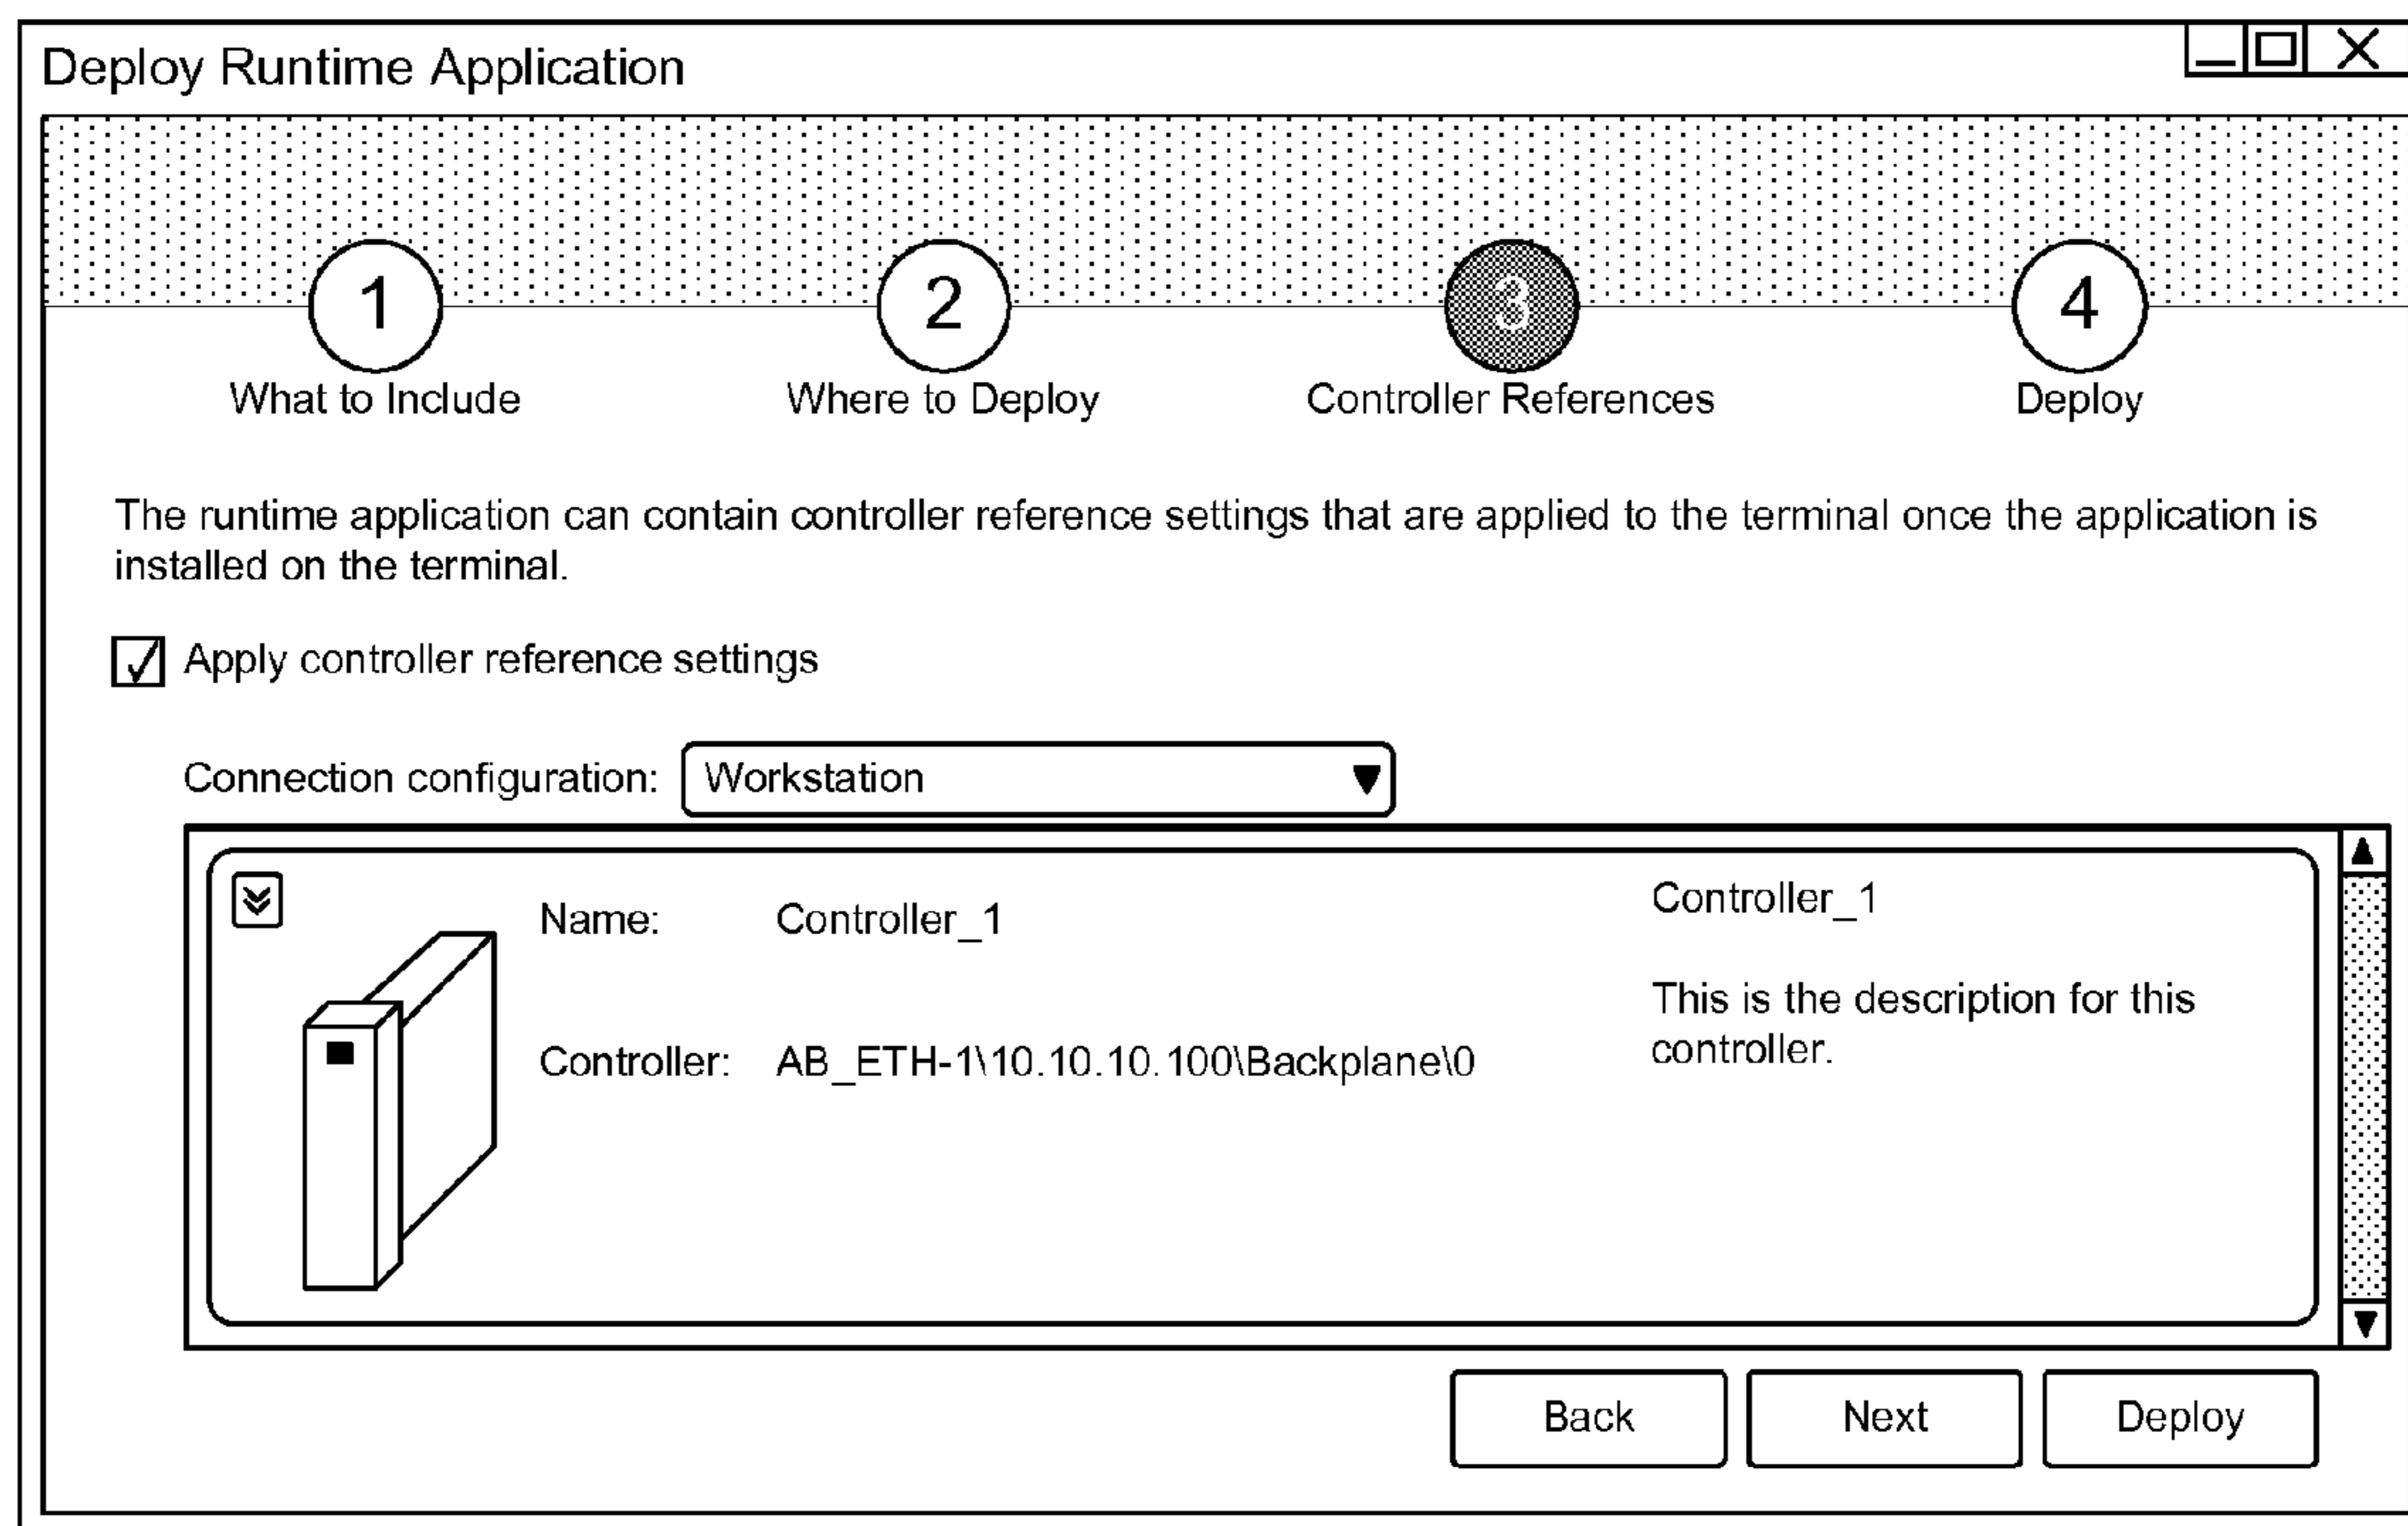 Deploy Runtime Application
1
2
3
4
What to Include
Where to Deploy
Controller References
Deploy
The runtime application can contain controller reference settings that are applied to the terminal once the application is
installed on the terminal.
Apply controller reference settings
Connection configuration:
Workstation
Name:
Controller_1
Controller:
AB_ETH-1\10.10.10.100\Backplane\0
Controller_1
This is the description for this
controller.
Back
Next
Deploy